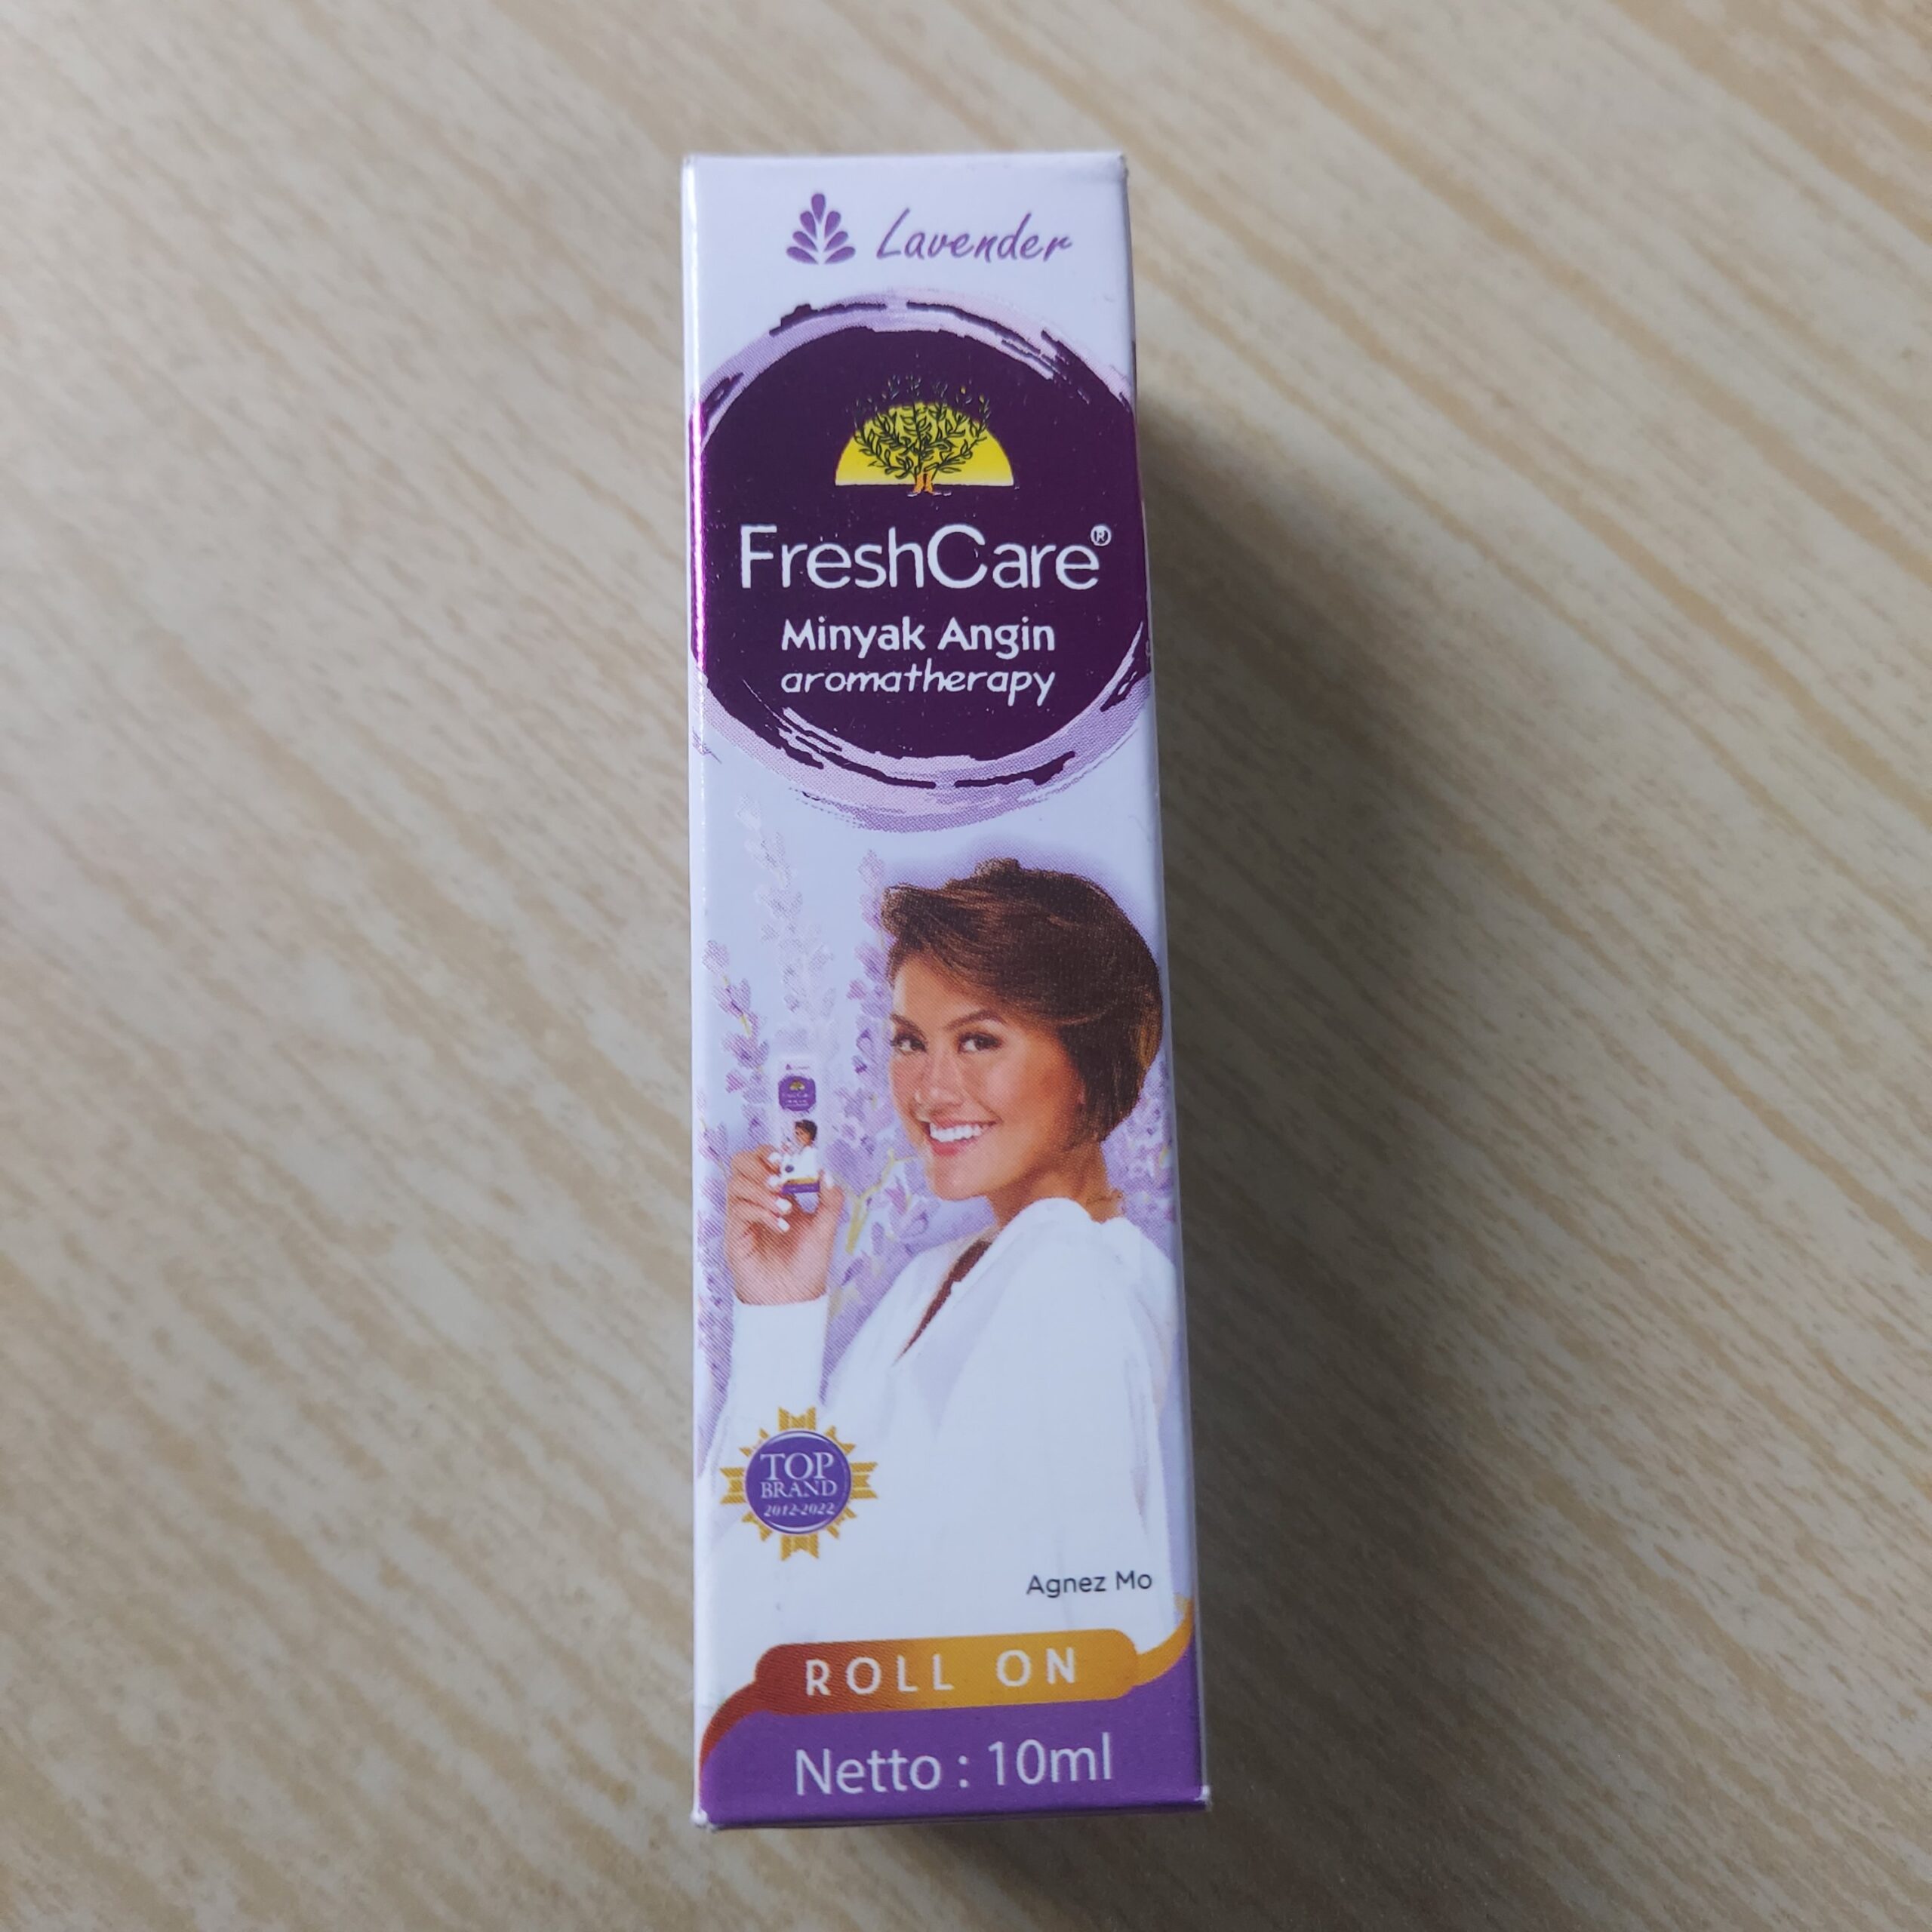 Lavender
FreshCare®
Minyak Angin
aromatherapy
TOP
BRAND
2012-2022
Agnez Mo
ROLL ON
Netto : 10ml